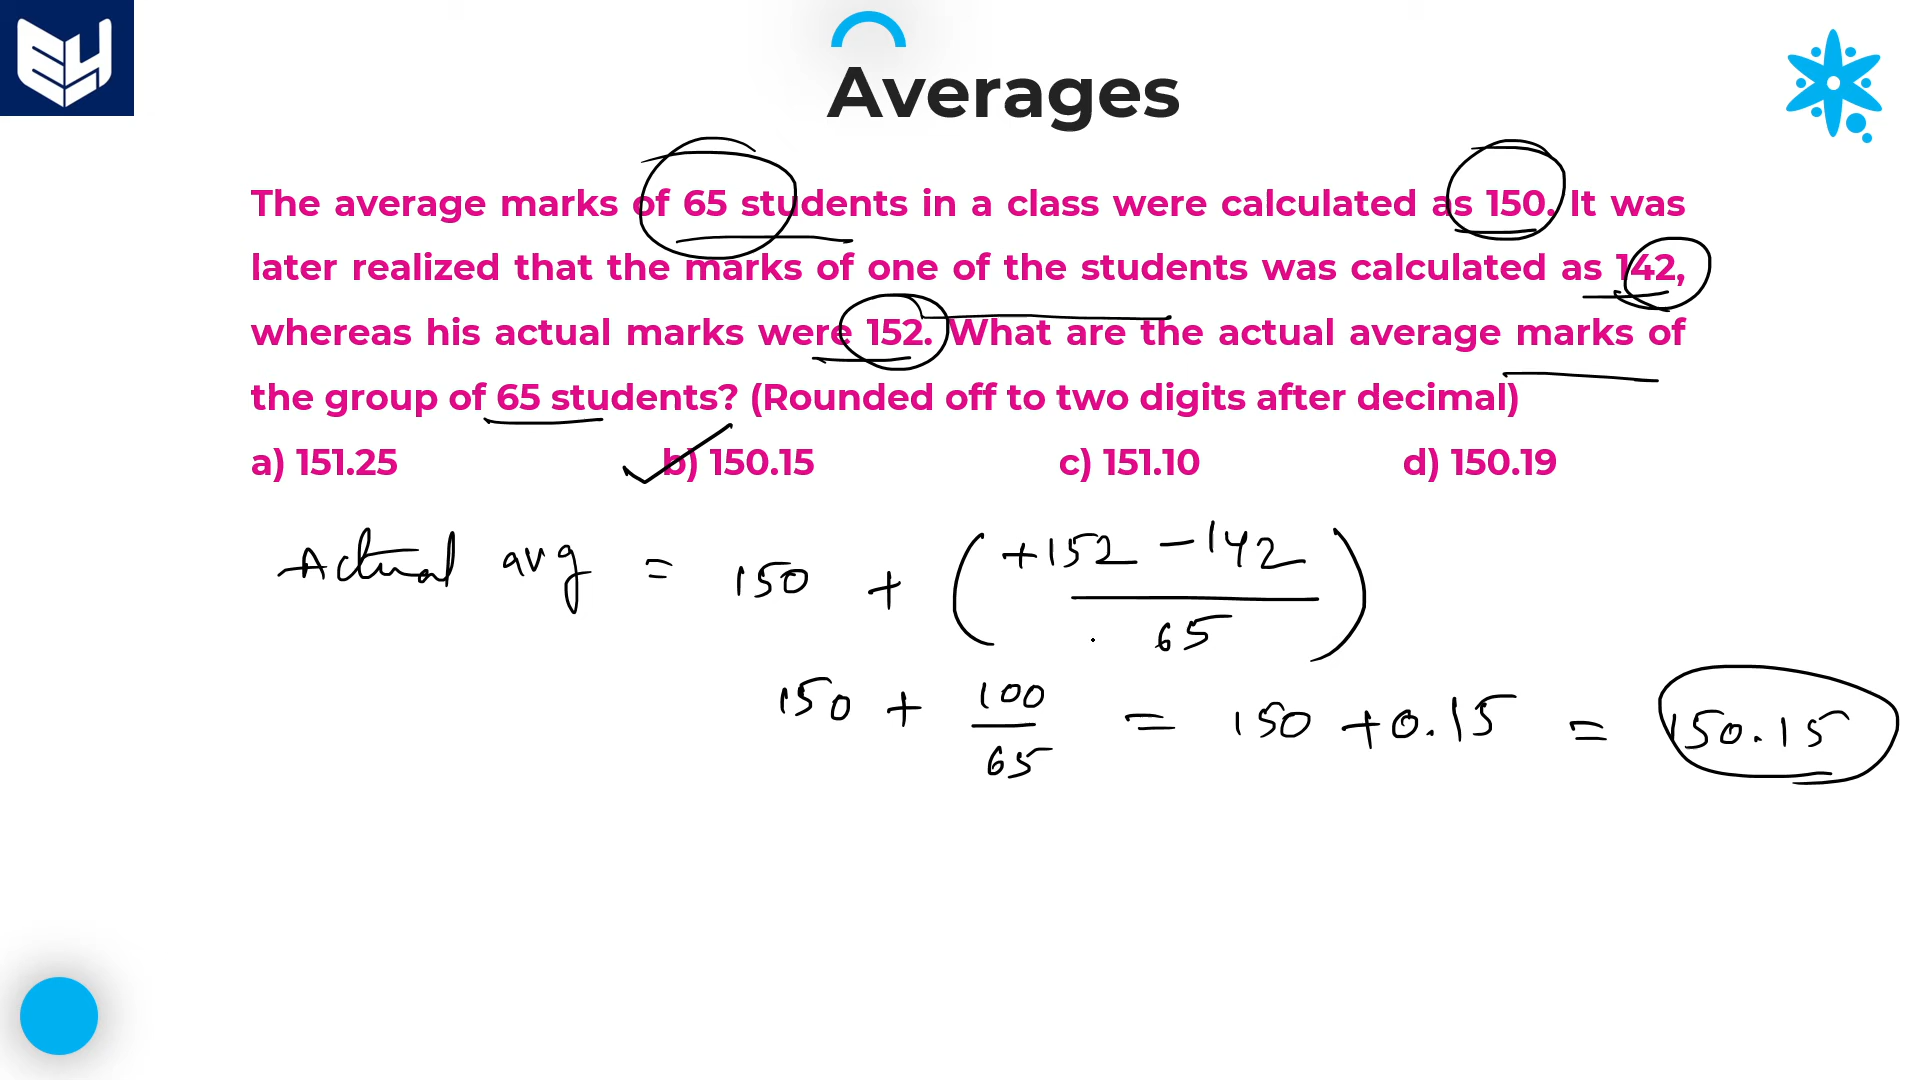 EY
Averages
The average marks of 65 students in a class were calculated as 150. It was
later realized that the marks of one of the students was calculated as 142,
whereas his actual marks were 152. What are the actual average marks of
the group of 65 students? (Rounded off to two digits after decimal)
a) 151.25 b) 150.15 c) 151.10 d) 150.19
Actual avg = 150 + ( +152 - 142 / 65 )
150 + 100 / 65 = 150 + 0.15 = 150.15